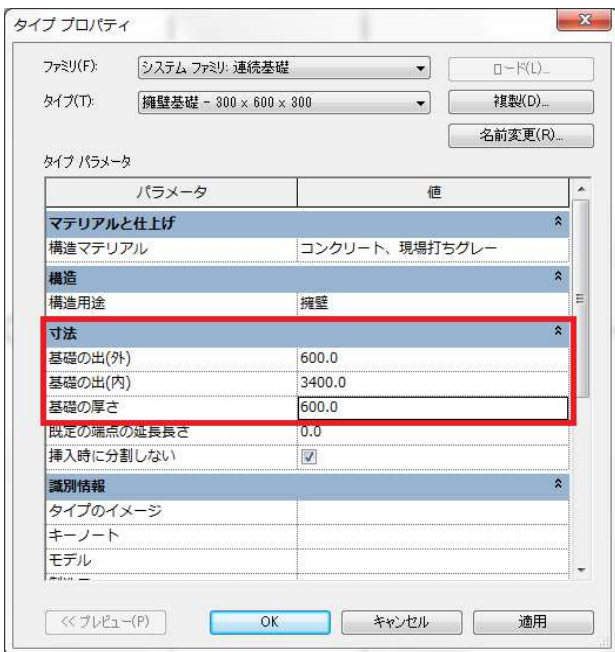 タイプ プロパティ
ファミリ(F): システム ファミリ: 連続基礎 ロード(L)...
タイプ(T): 擁壁基礎 - 300 x 600 x 300 複製(D)...
名前変更(R)...
タイプ パラメータ
パラメータ 値
マテリアルと仕上げ
構造マテリアル コンクリート、現場打ちグレー
構造
構造用途 擁壁
寸法
基礎の出(外) 600.0
基礎の出(内) 3400.0
基礎の厚さ 600.0
既定の端点の延長長さ 0.0
挿入時に分割しない
識別情報
タイプのイメージ
キーノート
モデル
<< プレビュー(P) OK キャンセル 適用